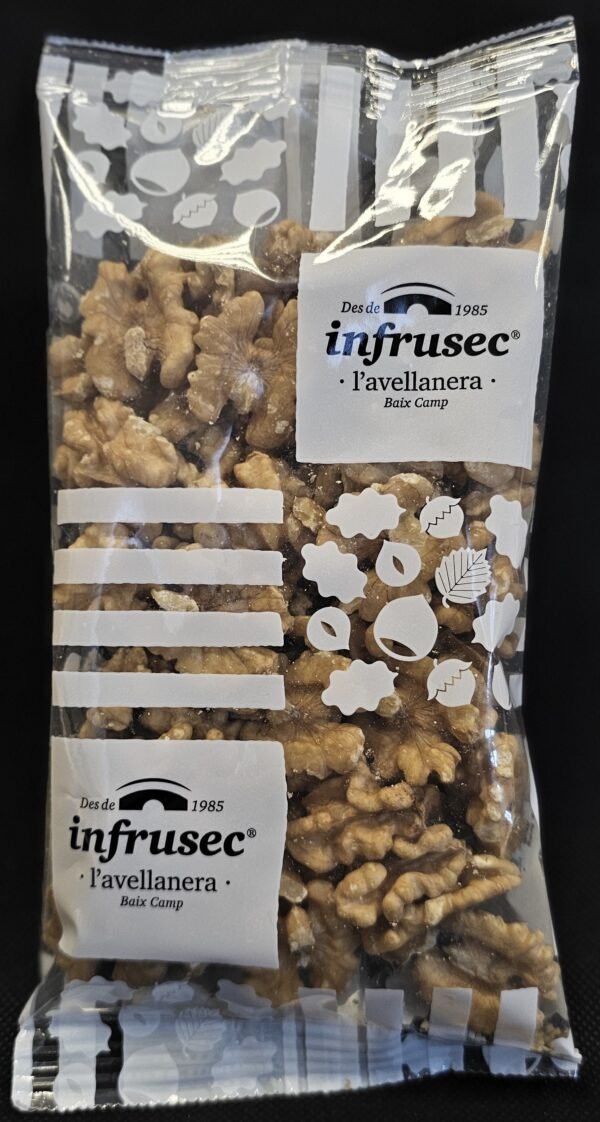 Des de 1985
infrusec®
· l'avellanera ·
Baix Camp
Des de 1985
infrusec®
· l'avellanera ·
Baix Camp